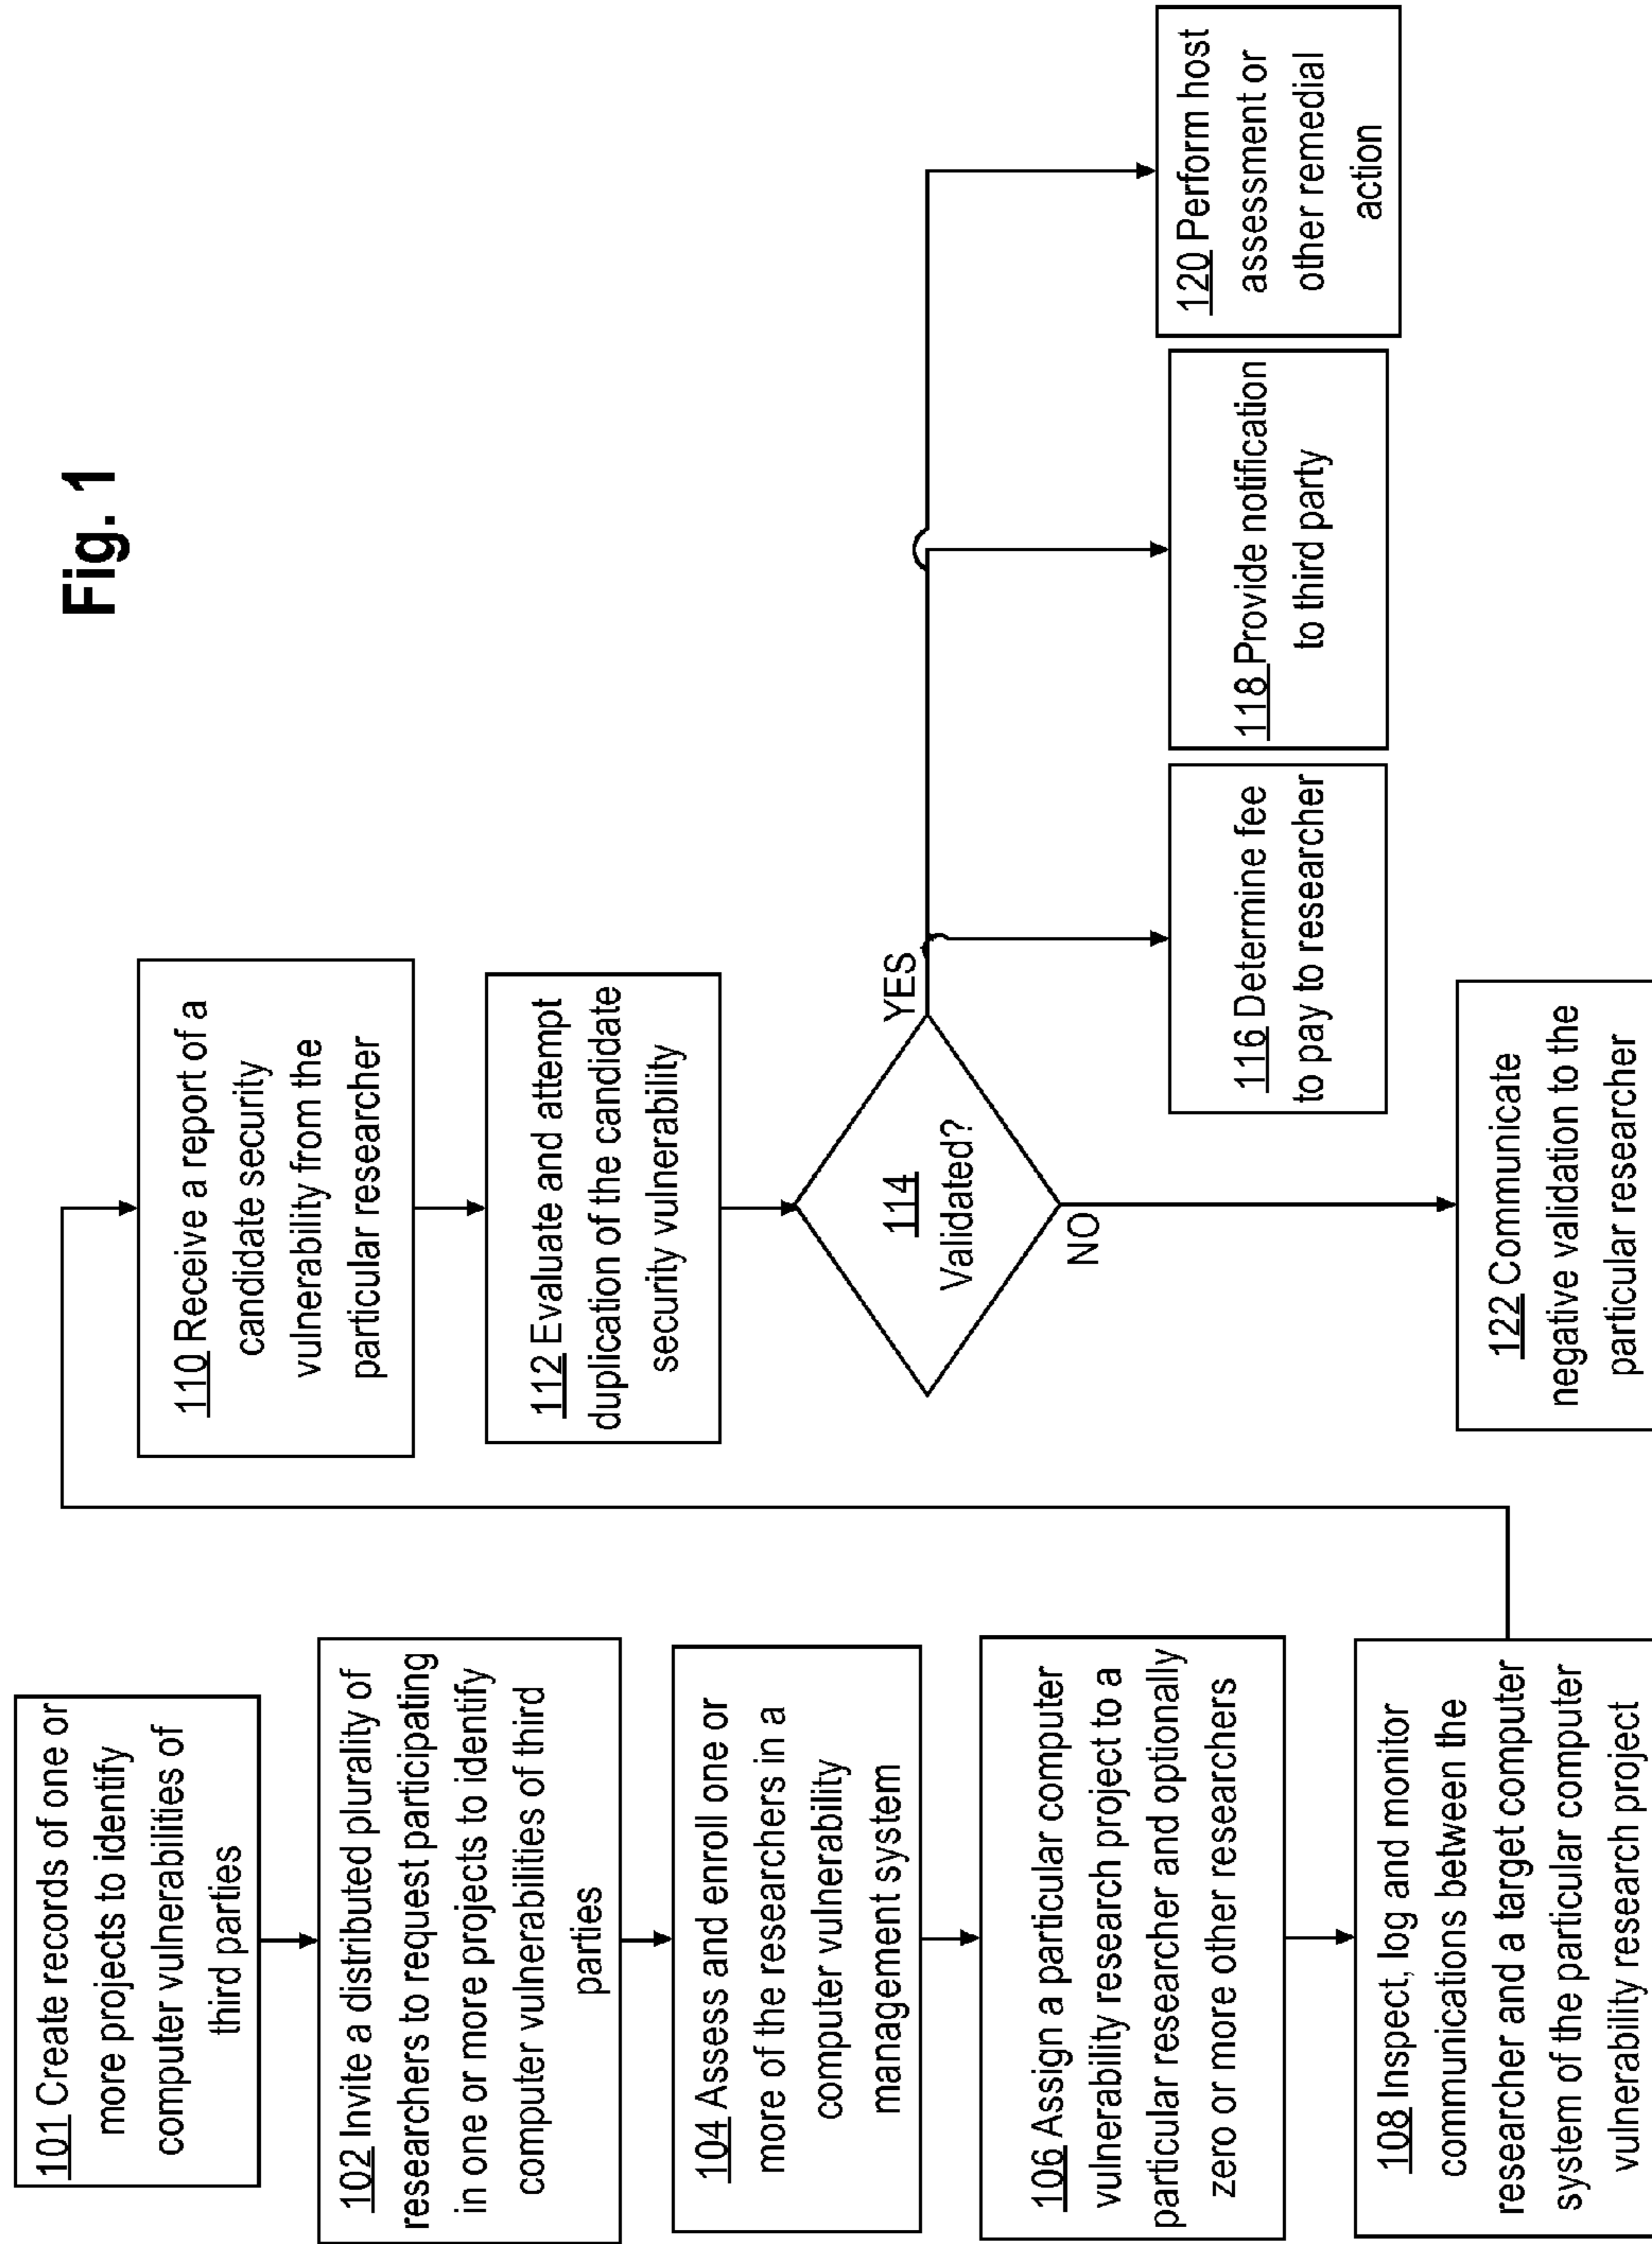 Fig. 1
101 Create records of one or
more projects to identify
computer vulnerabilities of
third parties
102 Invite a distributed plurality of
researchers to request participating
in one or more projects to identify
computer vulnerabilities of third
parties
104 Assess and enroll one or
more of the researchers in a
computer vulnerability
management system
106 Assign a particular computer
vulnerability research project to a
particular researcher and optionally
zero or more other researchers
108 Inspect, log and monitor
communications between the
researcher and a target computer
system of the particular computer
vulnerability research project
110 Receive a report of a
candidate security
vulnerability from the
particular researcher
112 Evaluate and attempt
duplication of the candidate
security vulnerability
114
Validated?
YES
NO
116 Determine fee
to pay to researcher
118 Provide notification
to third party
120 Perform host
assessment or
other remedial
action
122 Communicate
negative validation to the
particular researcher